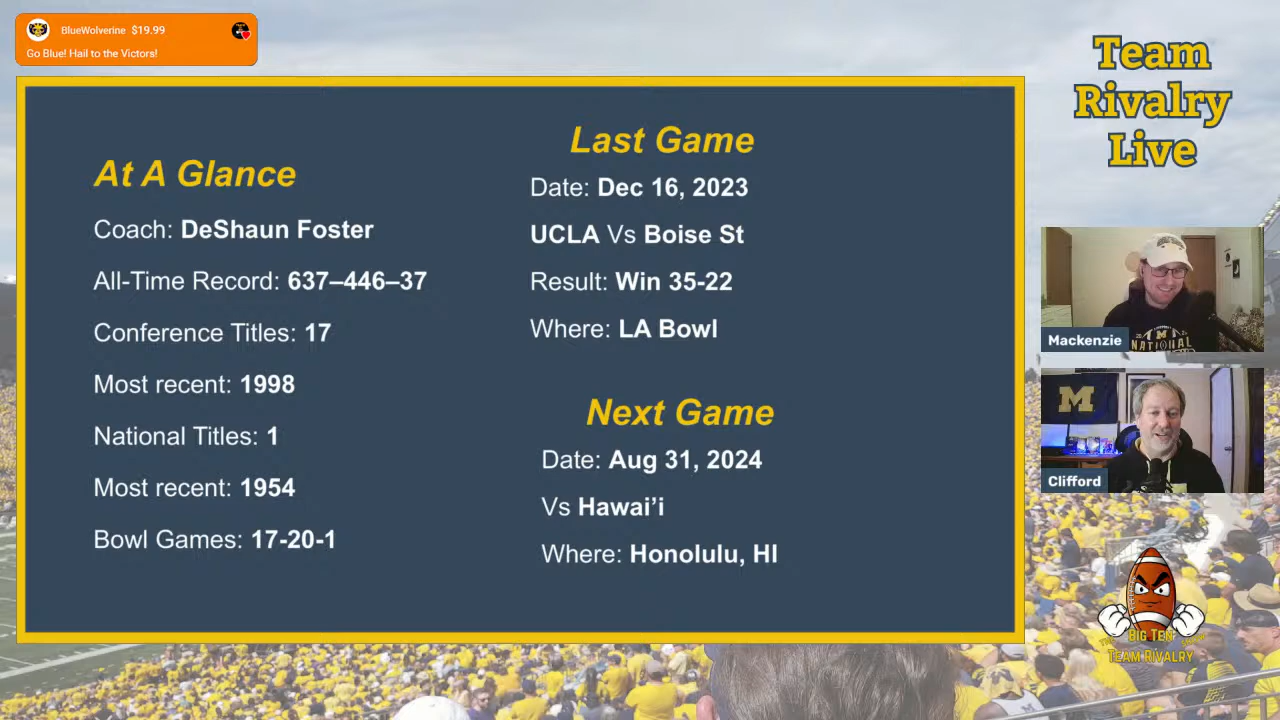 BlueWolverine $19.99
Go Blue! Hail to the Victors!
Team
Rivalry
Live
At A Glance
Coach: DeShaun Foster
All-Time Record: 637–446–37
Conference Titles: 17
Most recent: 1998
National Titles: 1
Most recent: 1954
Bowl Games: 17-20-1
Last Game
Date: Dec 16, 2023
UCLA Vs Boise St
Result: Win 35-22
Where: LA Bowl
Next Game
Date: Aug 31, 2024
Vs Hawai’i
Where: Honolulu, HI
M
NATIONAL
Mackenzie
M
Clifford
The BIG TEN Show
TEAM RIVALRY